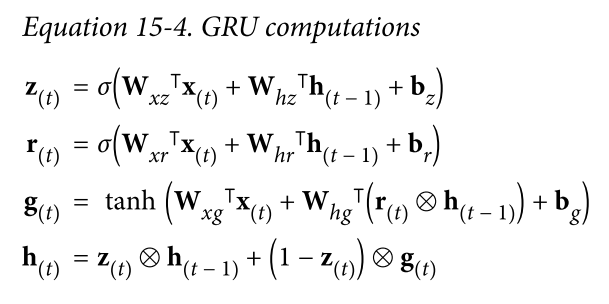 Equation 15-4. GRU computations
z(t) = σ(Wxz⊤x(t) + Whz⊤h(t − 1) + bz)
r(t) = σ(Wxr⊤x(t) + Whr⊤h(t − 1) + br)
g(t) = tanh (Wxg⊤x(t) + Whg⊤(r(t) ⊗ h(t − 1)) + bg)
h(t) = z(t) ⊗ h(t − 1) + (1 − z(t)) ⊗ g(t)